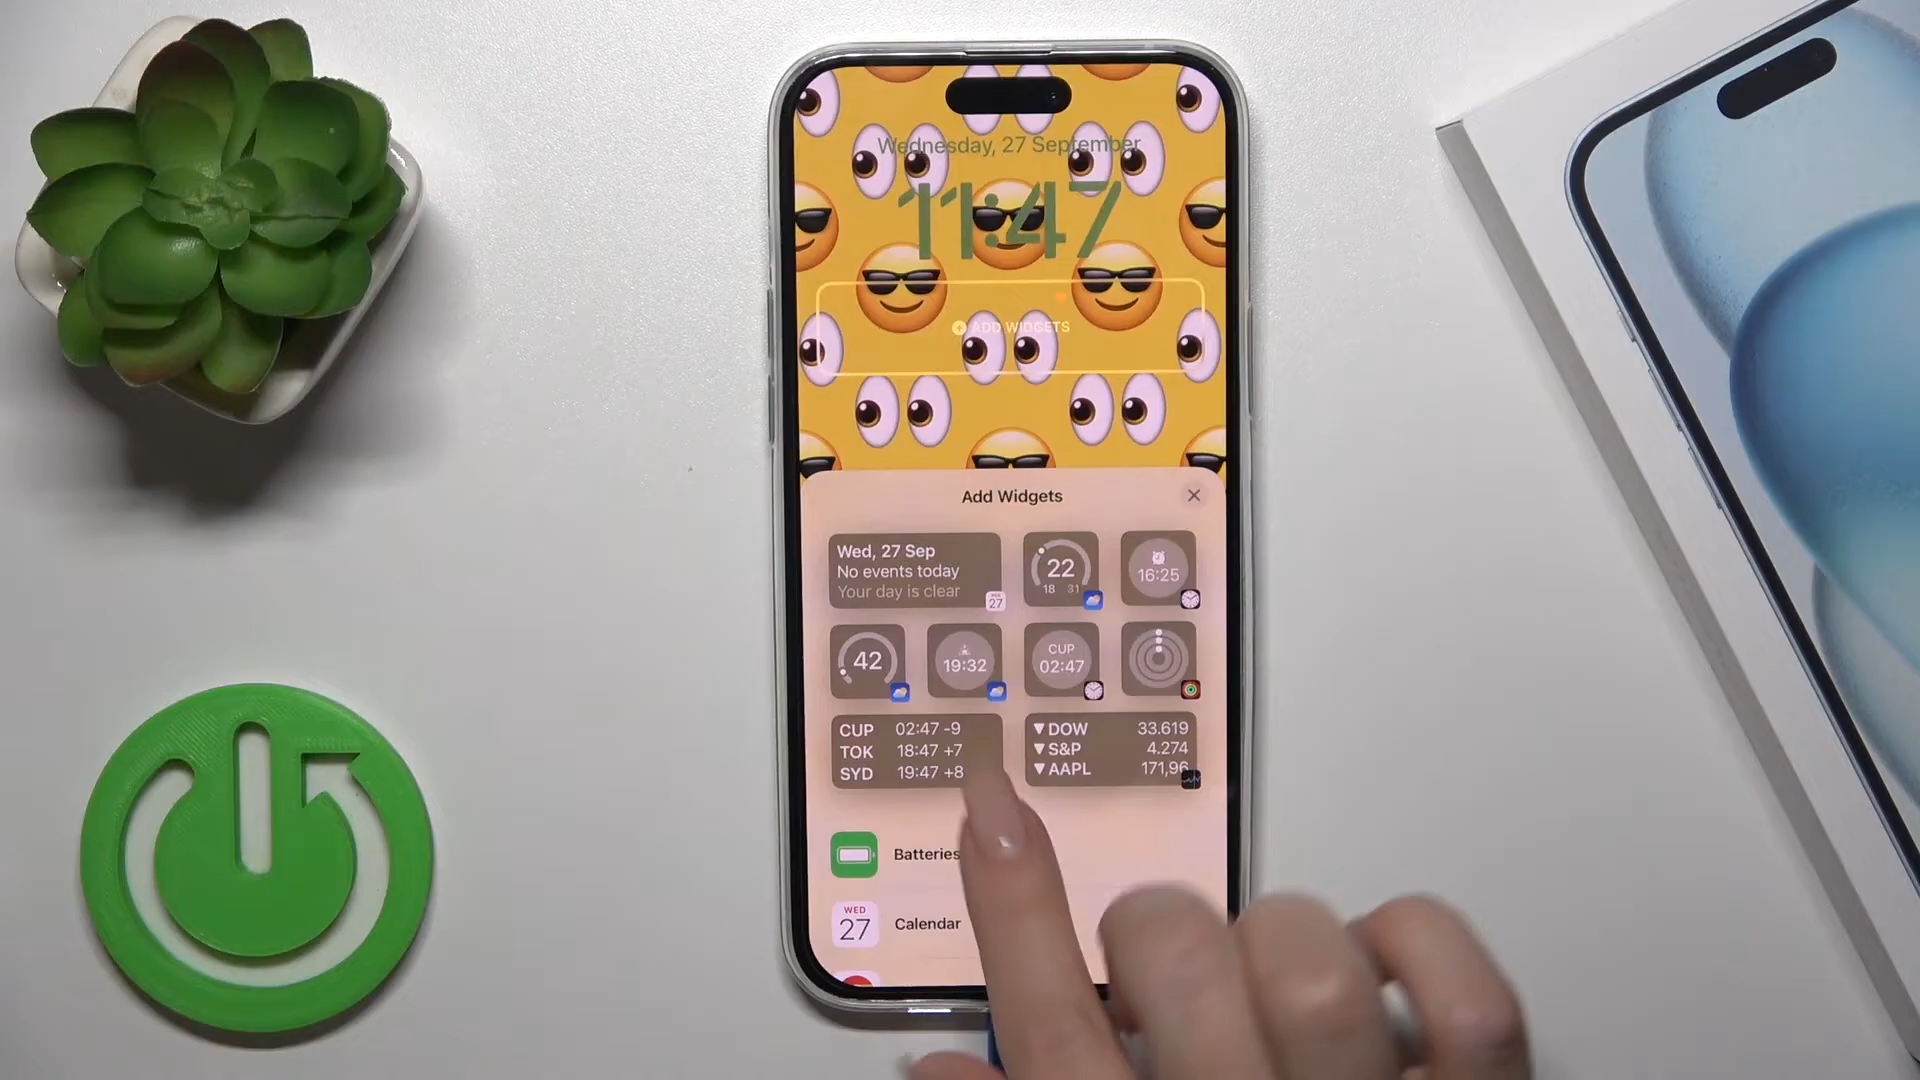 Wednesday, 27 September
11:47
ADD WIDGETS
Add Widgets
Wed, 27 Sep
No events today
Your day is clear
WED
27
22
18 31
16:25
42
19:32
CUP
02:47
CUP 02:47 -9
TOK 18:47 +7
SYD 19:47 +8
▼DOW 33.619
▼S&P 4.274
▼AAPL 171,96
Batteries
WED
27
Calendar